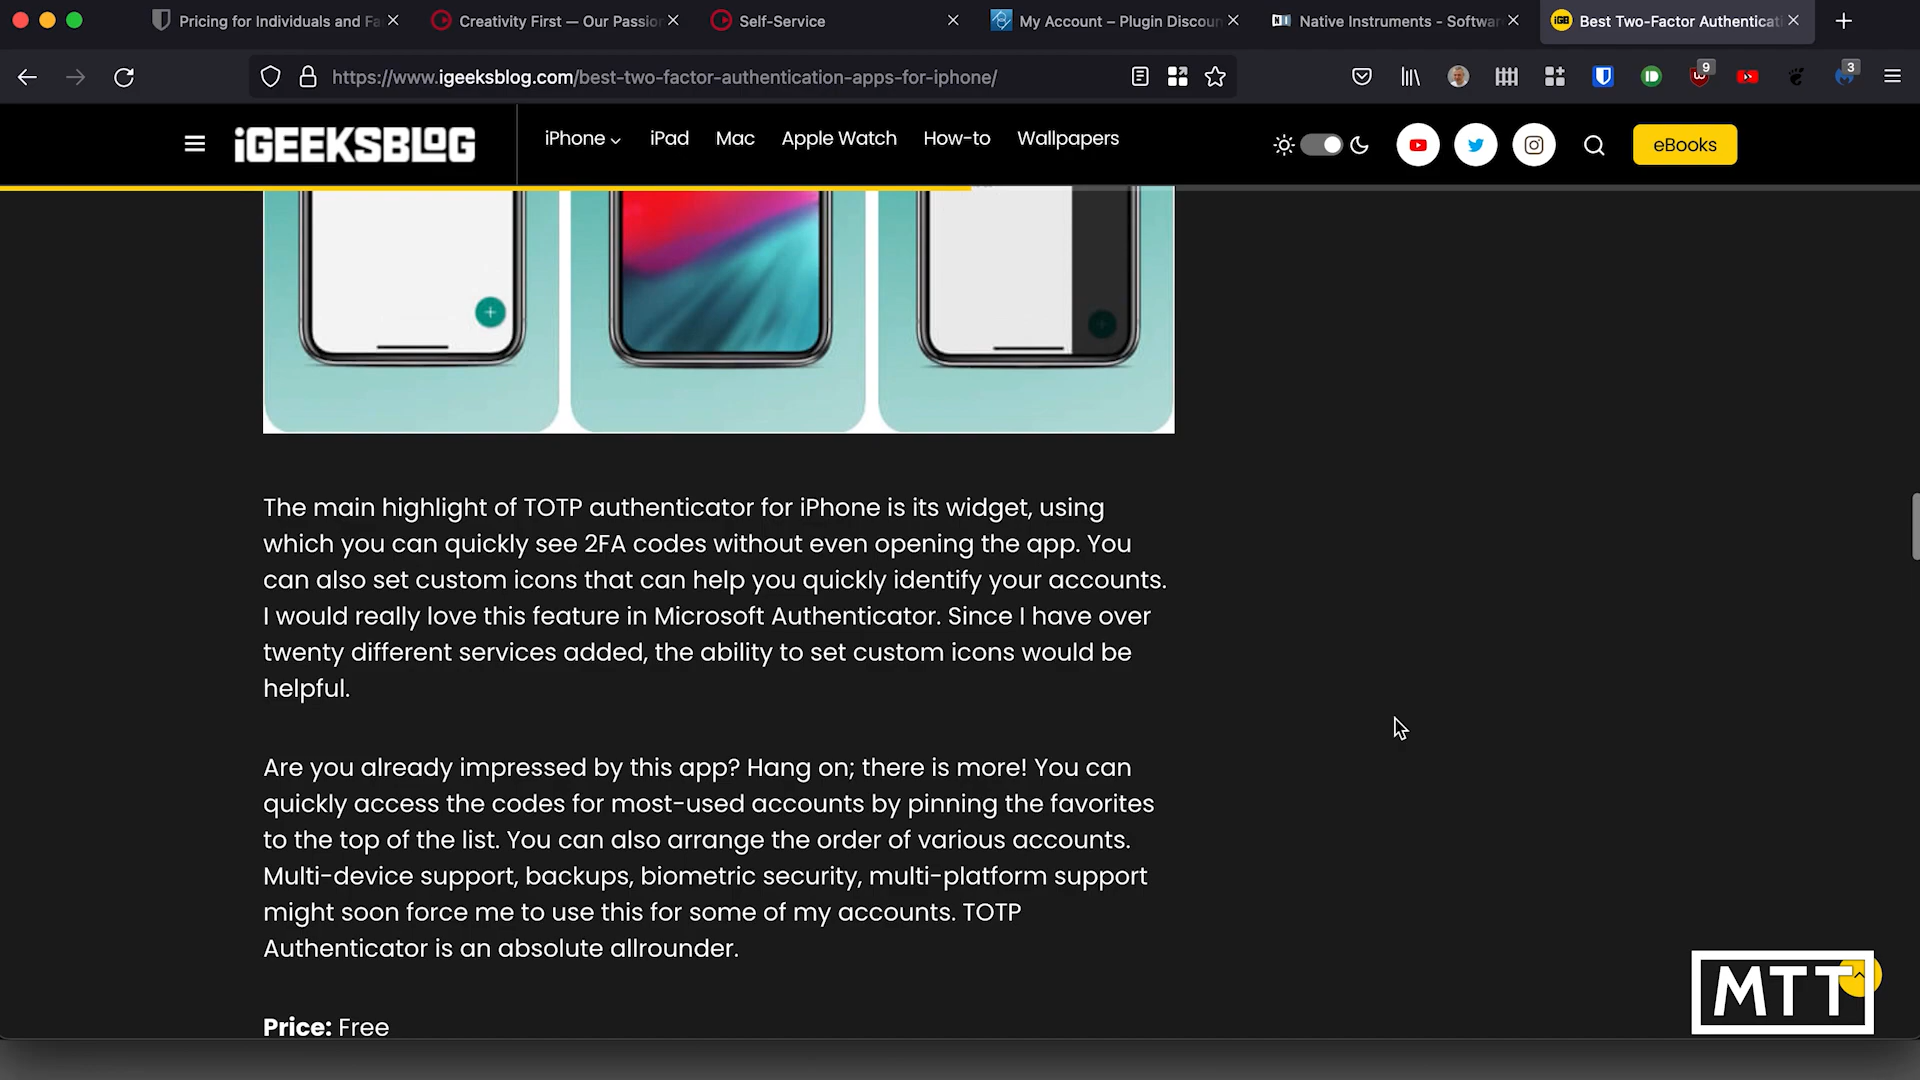 Pricing for Individuals and Fa
Creativity First — Our Passion
Self-Service
My Account – Plugin Discoun
Native Instruments - Softwar
iGB
Best Two-Factor Authenticati
https://www.igeeksblog.com/best-two-factor-authentication-apps-for-iphone/
9
3
iGEEKSBLOG
iPhone
iPad
Mac
Apple Watch
How-to
Wallpapers
eBooks
The main highlight of TOTP authenticator for iPhone is its widget, using
which you can quickly see 2FA codes without even opening the app. You
can also set custom icons that can help you quickly identify your accounts.
I would really love this feature in Microsoft Authenticator. Since I have over
twenty different services added, the ability to set custom icons would be
helpful.
Are you already impressed by this app? Hang on; there is more! You can
quickly access the codes for most-used accounts by pinning the favorites
to the top of the list. You can also arrange the order of various accounts.
Multi-device support, backups, biometric security, multi-platform support
might soon force me to use this for some of my accounts. TOTP
Authenticator is an absolute allrounder.
Price: Free
MTT